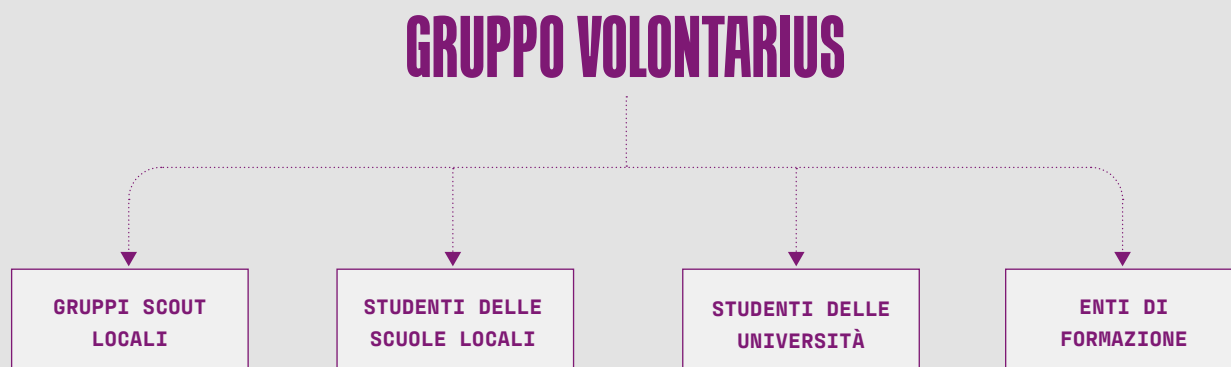 GRUPPO VOLONTARIUS
GRUPPI SCOUT
LOCALI
STUDENTI DELLE
SCUOLE LOCALI
STUDENTI DELLE
UNIVERSITÀ
ENTI DI
FORMAZIONE